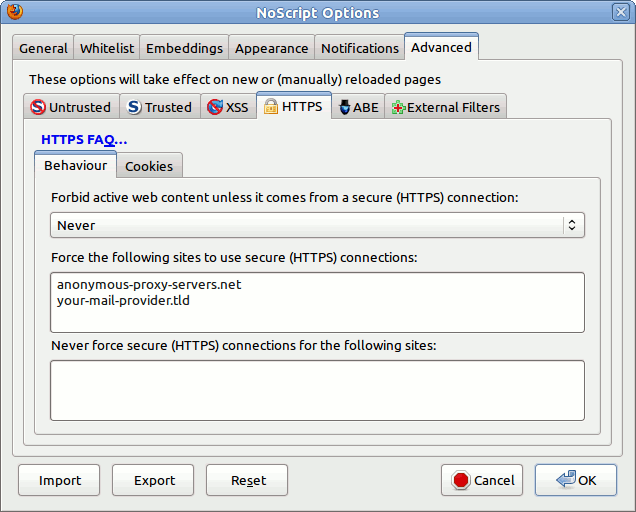 NoScript Options
General Whitelist Embeddings Appearance Notifications Advanced
These options will take effect on new or (manually) reloaded pages
Untrusted Trusted XSS HTTPS ABE External Filters
HTTPS FAQ...
Behaviour Cookies
Forbid active web content unless it comes from a secure (HTTPS) connection:
Never
Force the following sites to use secure (HTTPS) connections:
anonymous-proxy-servers.net
your-mail-provider.tld
Never force secure (HTTPS) connections for the following sites:
Import Export Reset Cancel OK